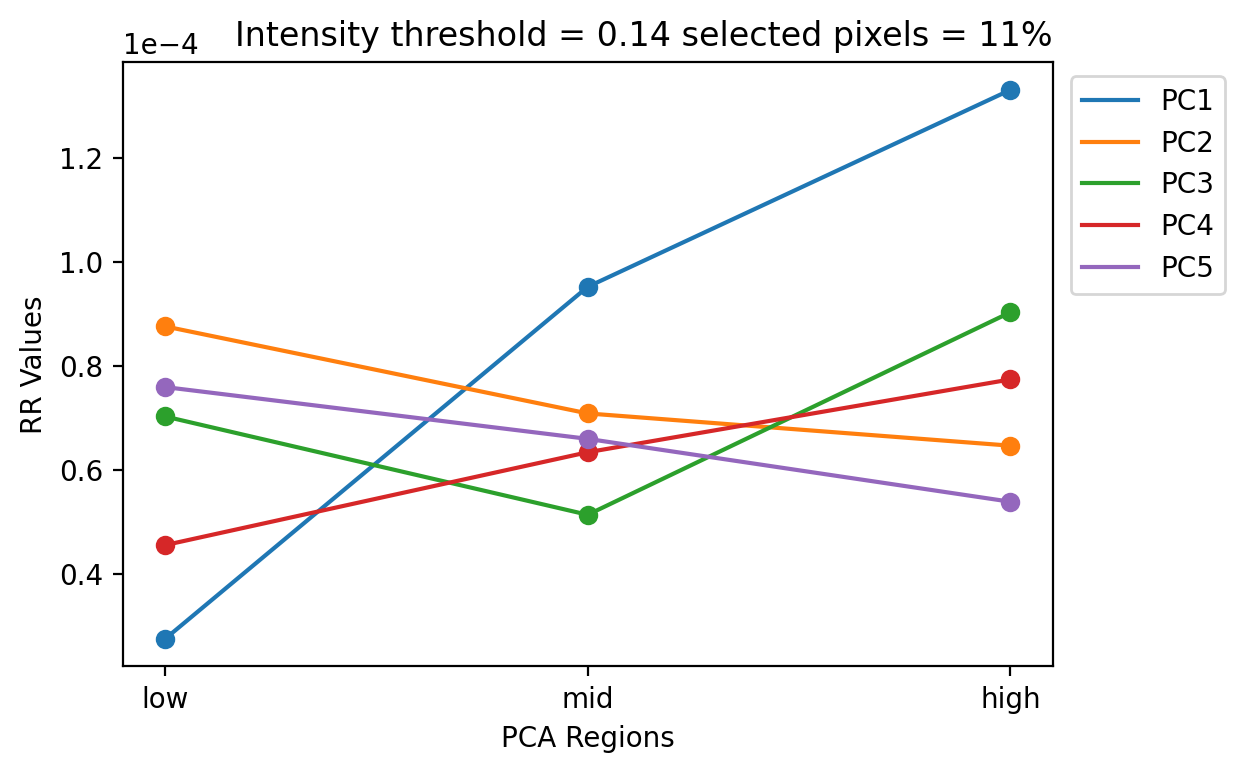 Intensity threshold = 0.14 selected pixels = 11%
1e−4
1.2
1.0
0.8
0.6
0.4
RR Values
low
mid
high
PCA Regions
PC1
PC2
PC3
PC4
PC5